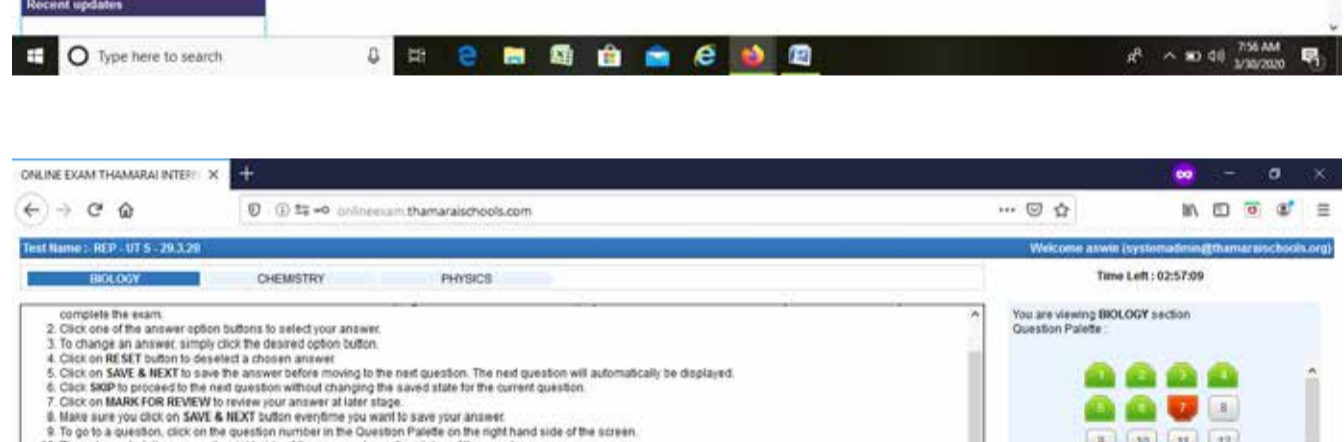 Recent updates
Type here to search
7:56 AM
3/30/2020
ONLINE EXAM THAMARAI INTERN
onlineexam.thamaraischools.com
Test Name :- REP - UT 5 - 29.3.20 Welcome aswin (systemadmin@thamaraischools.org)
BIOLOGY CHEMISTRY PHYSICS Time Left : 02:57:09
complete the exam.
2. Click one of the answer option buttons to select your answer.
3. To change an answer, simply click the desired option button.
4. Click on RESET button to deselect a chosen answer
5. Click on SAVE & NEXT to save the answer before moving to the next question. The next question will automatically be displayed.
6. Click SKIP to proceed to the next question without changing the saved state for the current question.
7. Click on MARK FOR REVIEW to review your answer at later stage.
8. Make sure you click on SAVE & NEXT button everytime you want to save your answer.
9. To go to a question, click on the question number in the Question Palette on the right hand side of the screen.
You are viewing BIOLOGY section
Question Palette :
1 2 3 4
5 6 7 8
9 10 11 12